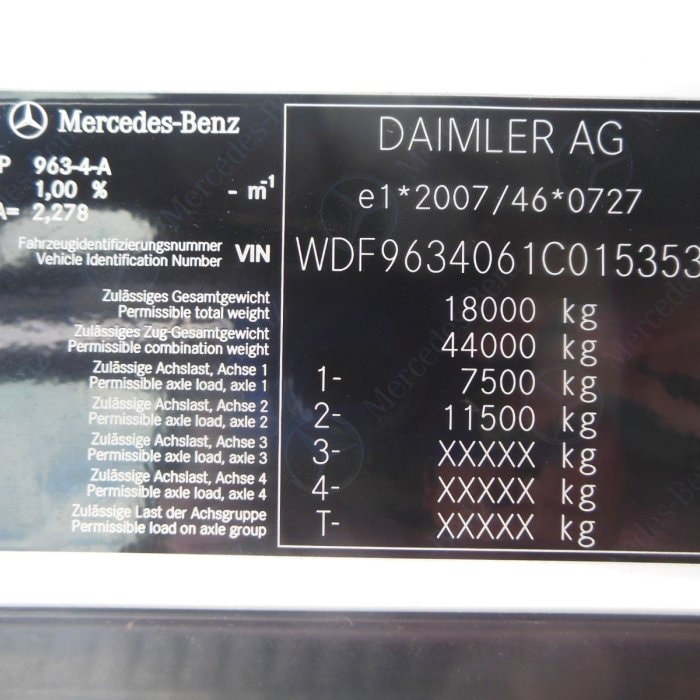 Mercedes-Benz
P 963-4-A
1,00 % - m-1
A= 2,278
Fahrzeugidentifizierungsnummer
Vehicle Identification Number VIN
Zulässiges Gesamtgewicht
Permissible total weight
Zulässiges Zug-Gesamtgewicht
Permissible combination weight
Zulässige Achslast, Achse 1
Permissible axle load, axle 1
Zulässige Achslast, Achse 2
Permissible axle load, axle 2
Zulässige Achslast, Achse 3
Permissible axle load, axle 3
Zulässige Achslast, Achse 4
Permissible axle load, axle 4
Zulässige Last der Achsgruppe
Permissible load on axle group
DAIMLER AG
e1*2007/46*0727
WDF9634061C015353
18000 kg
44000 kg
1- 7500 kg
2- 11500 kg
3- XXXXX kg
4- XXXXX kg
T- XXXXX kg